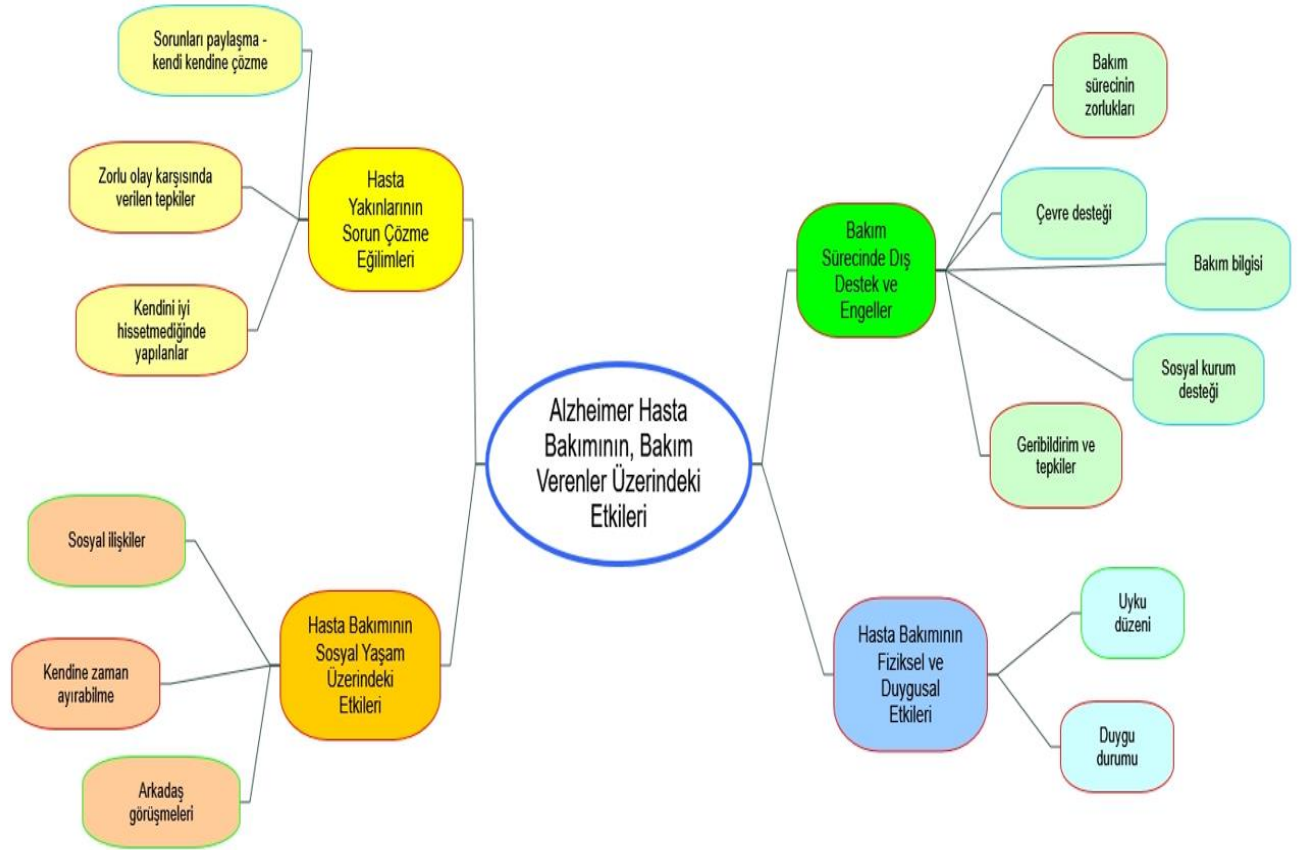 Sorunları paylaşma -
kendi kendine çözme
Zorlu olay karşısında
verilen tepkiler
Kendini iyi
hissetmediğinde
yapılanlar
Hasta
Yakınlarının
Sorun Çözme
Eğilimleri
Sosyal ilişkiler
Kendine zaman
ayırabilme
Arkadaş
görüşmeleri
Hasta Bakımının
Sosyal Yaşam
Üzerindeki
Etkileri
Alzheimer Hasta
Bakımının, Bakım
Verenler Üzerindeki
Etkileri
Bakım
Sürecinde Dış
Destek ve
Engeller
Bakım
sürecinin
zorlukları
Çevre desteği
Bakım bilgisi
Sosyal kurum
desteği
Geribildirim ve
tepkiler
Hasta Bakımının
Fiziksel ve
Duygusal
Etkileri
Uyku
düzeni
Duygu
durumu